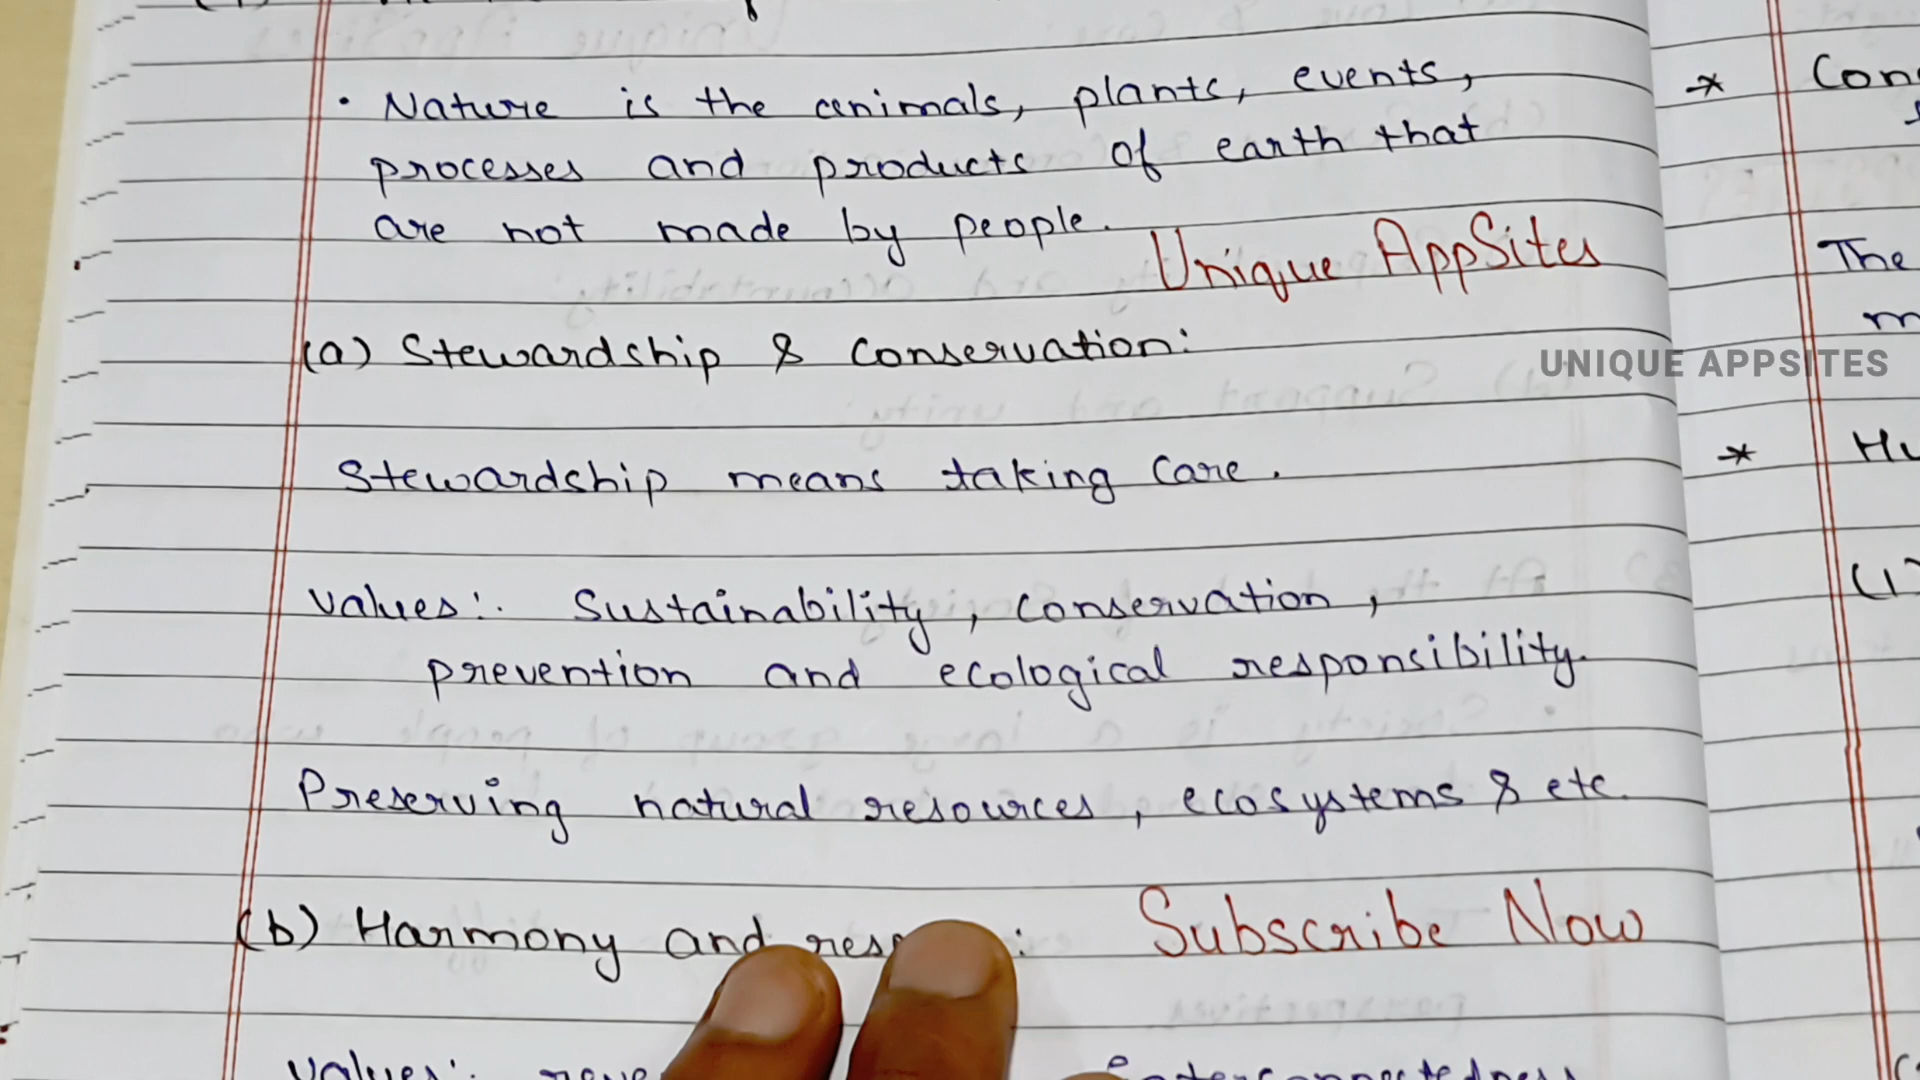 • Nature is the animals, plants, events,
processes and products of earth that
are not made by people.
Unique AppSites
(a) Stewardship & Conservation:
UNIQUE APPSITES
Stewardship means taking care.
Values:. Sustainability, conservation,
prevention and ecological responsibility.
Preserving natural resources, ecosystems & etc.
(b) Harmony and :
Subscribe Now
Values:
* The
*
(1)